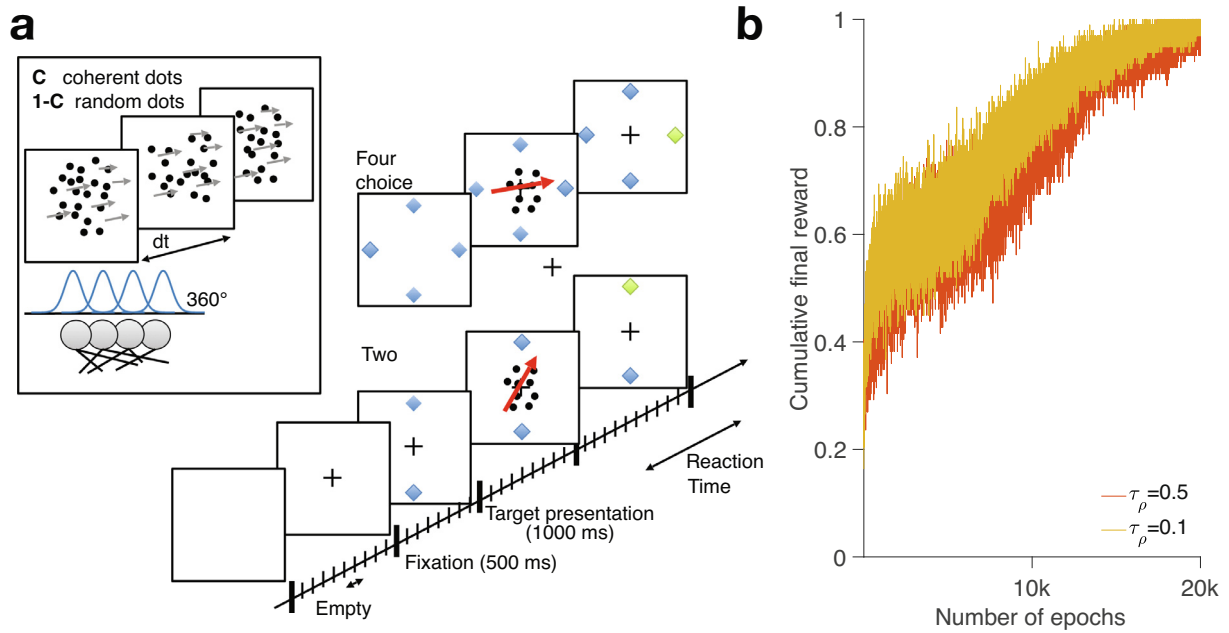 a
C coherent dots
1-C random dots
dt
360°
Four
choice
Two
Reaction
Time
Target presentation
(1000 ms)
Fixation (500 ms)
Empty
b
Cumulative final reward
1
0.8
0.6
0.4
0.2
0
10k
20k
Number of epochs
τρ=0.5
τρ=0.1